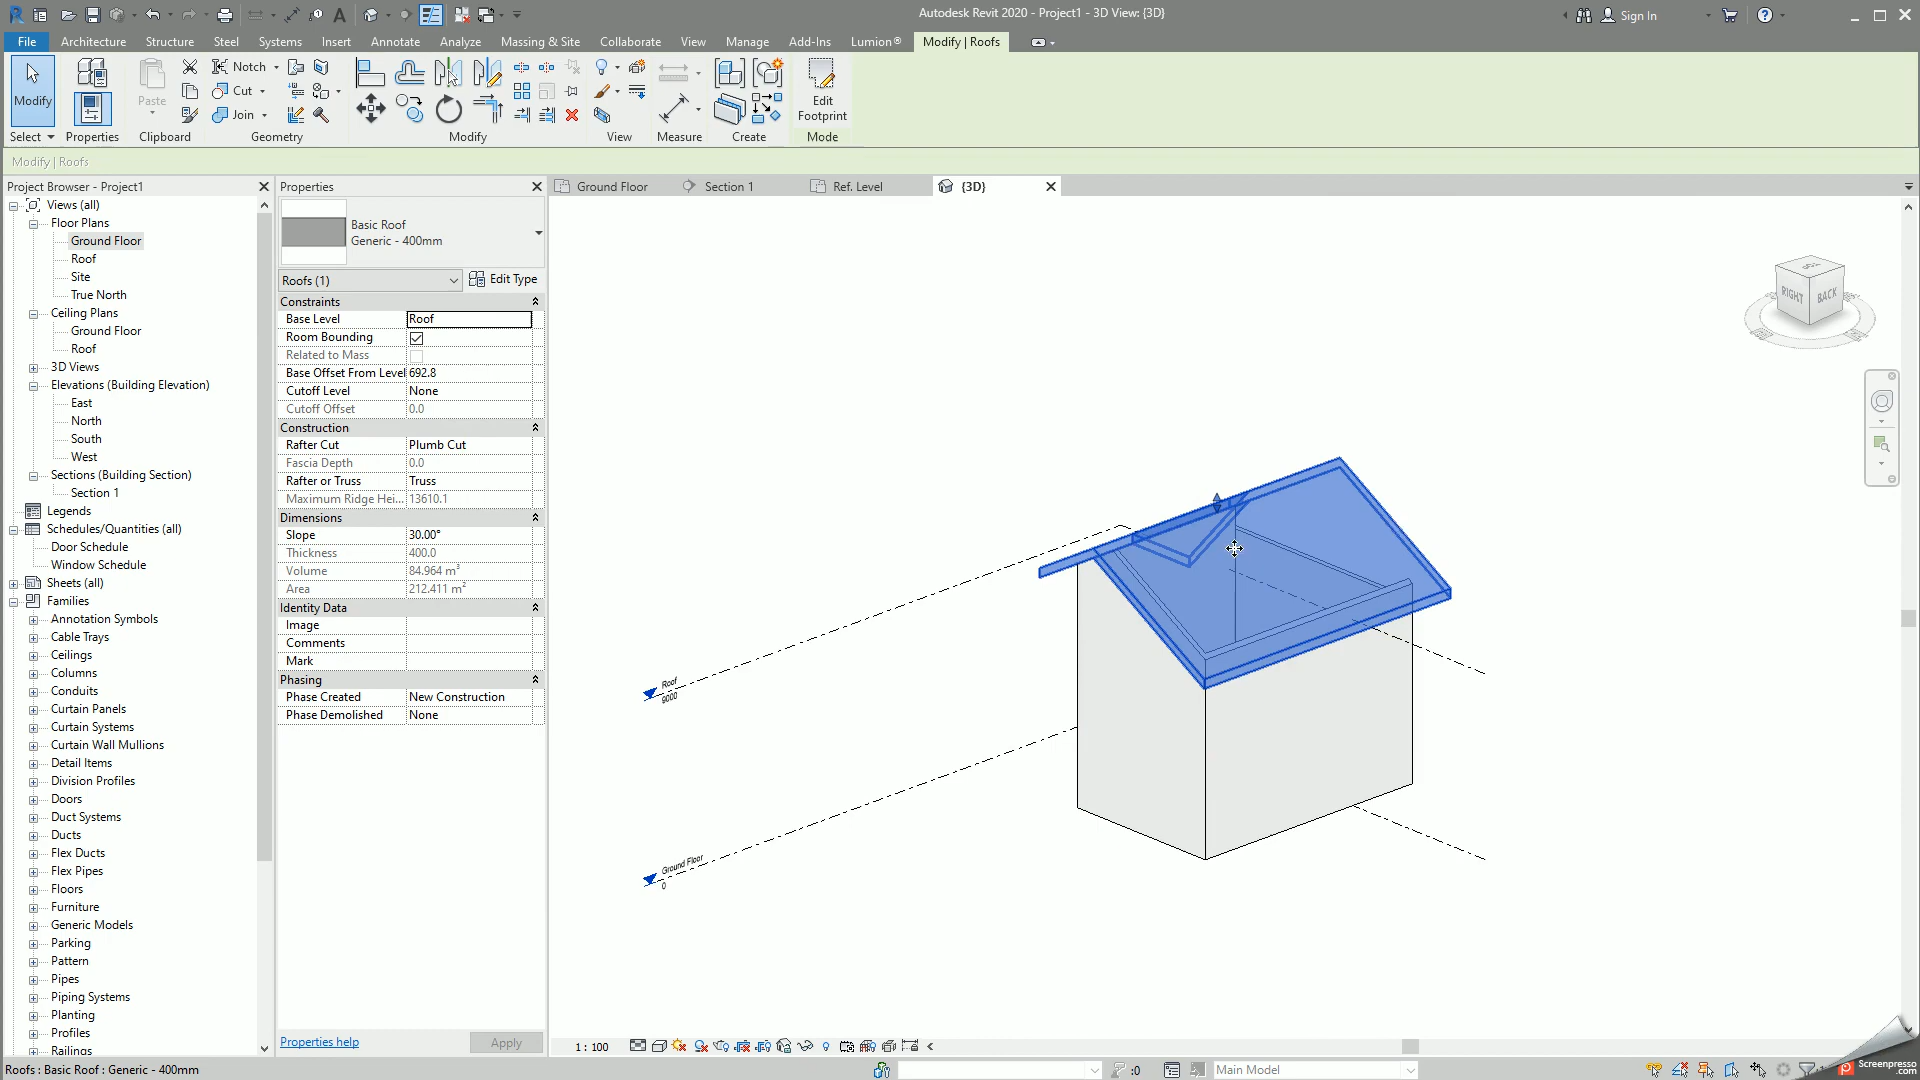 Autodesk Revit 2020 - Project1 - 3D View: {3D}
Sign In
File
Architecture
Structure
Steel
Systems
Insert
Annotate
Analyze
Massing & Site
Collaborate
View
Manage
Add-Ins
Lumion®
Modify | Roofs
Modify
Paste
Notch
Cut
Join
Edit
Footprint
Select
Properties
Clipboard
Geometry
Modify
View
Measure
Create
Mode
Modify | Roofs
Project Browser - Project1
Views (all)
Floor Plans
Ground Floor
Roof
Site
True North
Ceiling Plans
Ground Floor
Roof
3D Views
Elevations (Building Elevation)
East
North
South
West
Sections (Building Section)
Section 1
Legends
Schedules/Quantities (all)
Door Schedule
Window Schedule
Sheets (all)
Families
Annotation Symbols
Cable Trays
Ceilings
Columns
Conduits
Curtain Panels
Curtain Systems
Curtain Wall Mullions
Detail Items
Division Profiles
Doors
Duct Systems
Ducts
Flex Ducts
Flex Pipes
Floors
Furniture
Generic Models
Parking
Pattern
Pipes
Piping Systems
Planting
Profiles
Railings
Properties
Basic Roof
Generic - 400mm
Roofs (1)
Edit Type
Constraints
Base Level Roof
Room Bounding
Related to Mass
Base Offset From Level 692.8
Cutoff Level None
Cutoff Offset 0.0
Construction
Rafter Cut Plumb Cut
Fascia Depth 0.0
Rafter or Truss Truss
Maximum Ridge Hei... 13610.1
Dimensions
Slope 30.00°
Thickness 400.0
Volume 84.964 m³
Area 212.411 m²
Identity Data
Image
Comments
Mark
Phasing
Phase Created New Construction
Phase Demolished None
Properties help
Apply
Ground Floor
Section 1
Ref. Level
{3D}
RIGHT
BACK
Roof
9000
Ground Floor
0
1 : 100
Roofs : Basic Roof : Generic - 400mm
:0
Main Model
Screenpresso
.com